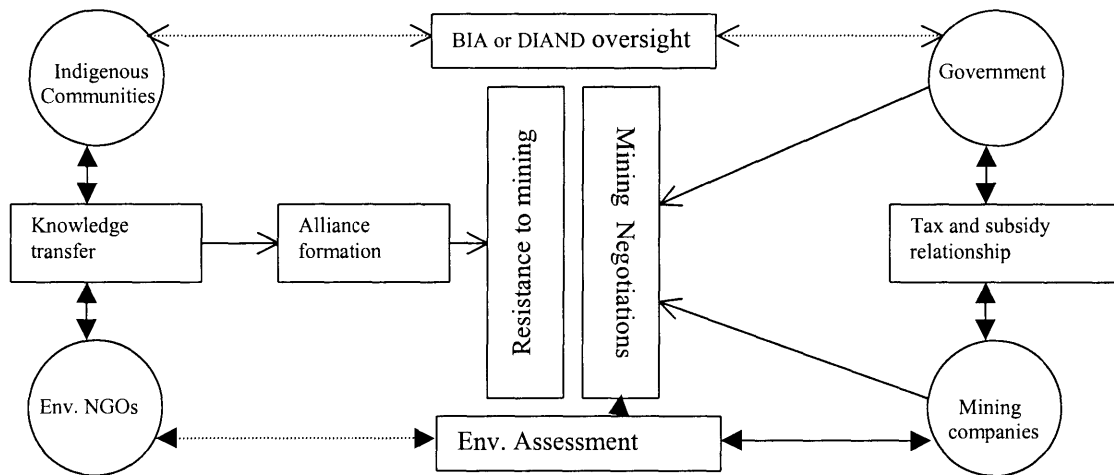 BIA or DIAND oversight
Indigenous
Communities
Government
Resistance to mining
Mining Negotiations
Knowledge
transfer
Alliance
formation
Tax and subsidy
relationship
Env. NGOs
Env. Assessment
Mining
companies